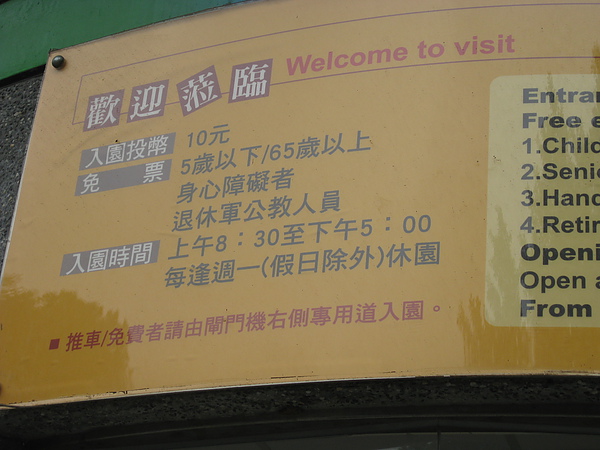 歡迎蒞臨 Welcome to visit
入園投幣 10元
免票 5歲以下/65歲以上
身心障礙者
退休軍公教人員
入園時間 上午8：30至下午5：00
每逢週一(假日除外)休園
■ 推車/免費者請由閘門機右側專用道入園。
Free
1.Child
2.Seni
3.Hand
4.Retir
Openi
Open a
From